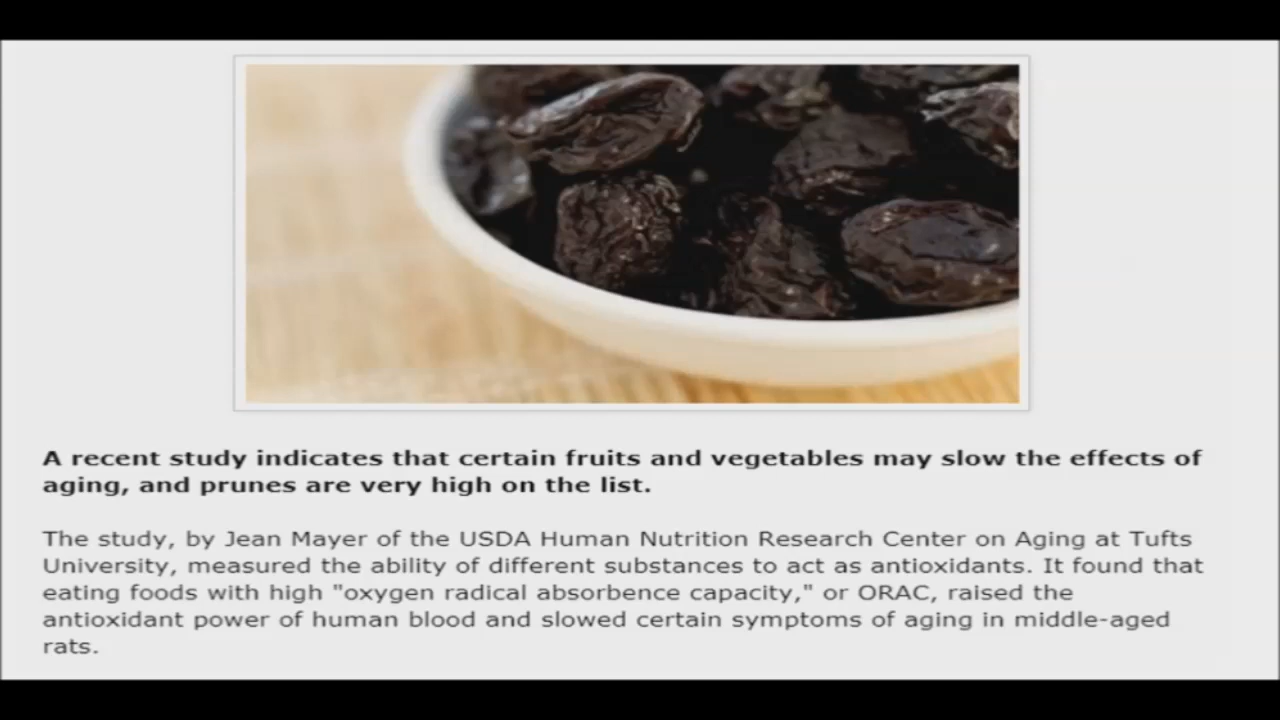 A recent study indicates that certain fruits and vegetables may slow the effects of
aging, and prunes are very high on the list.
The study, by Jean Mayer of the USDA Human Nutrition Research Center on Aging at Tufts
University, measured the ability of different substances to act as antioxidants. It found that
eating foods with high "oxygen radical absorbence capacity," or ORAC, raised the
antioxidant power of human blood and slowed certain symptoms of aging in middle-aged
rats.